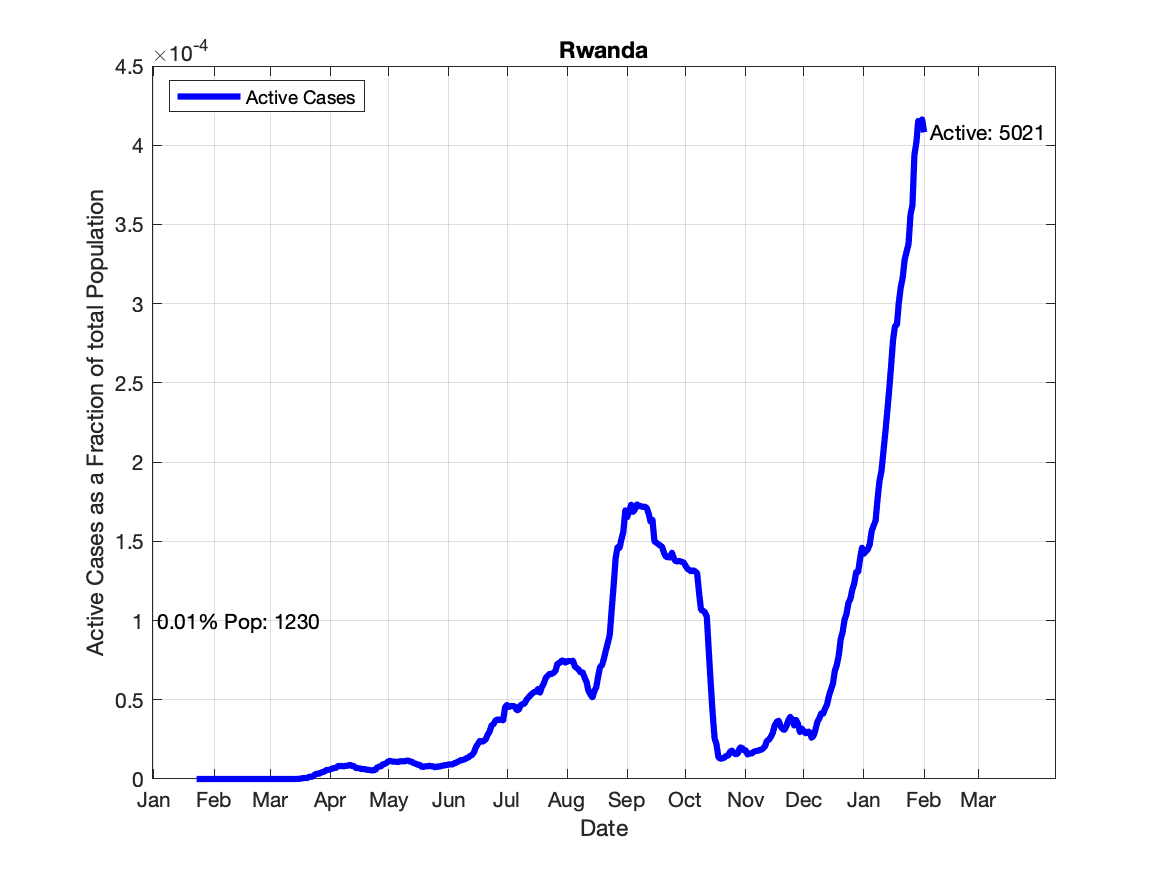 Rwanda
×10-4
4.5
4
3.5
3
2.5
2
1.5
1
0.5
0
Active Cases
Active: 5021
0.01% Pop: 1230
Active Cases as a Fraction of total Population
Jan Feb Mar Apr May Jun Jul Aug Sep Oct Nov Dec Jan Feb Mar
Date